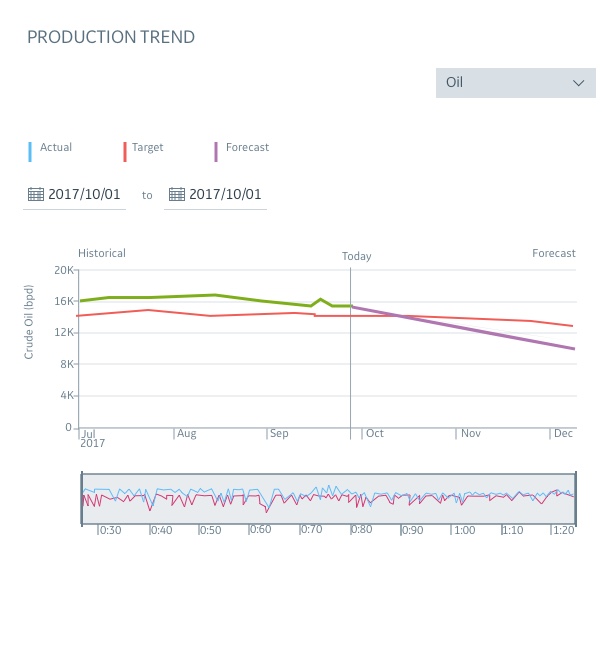 PRODUCTION TREND
Oil
Actual
Target
Forecast
2017/10/01 to 2017/10/01
Historical
Today
Forecast
Crude Oil (bpd)
20K
16K
12K
8K
4K
0
Jul Aug Sep Oct Nov Dec
2017
0:30 0:40 0:50 0:60 0:70 0:80 0:90 1:00 1:10 1:20